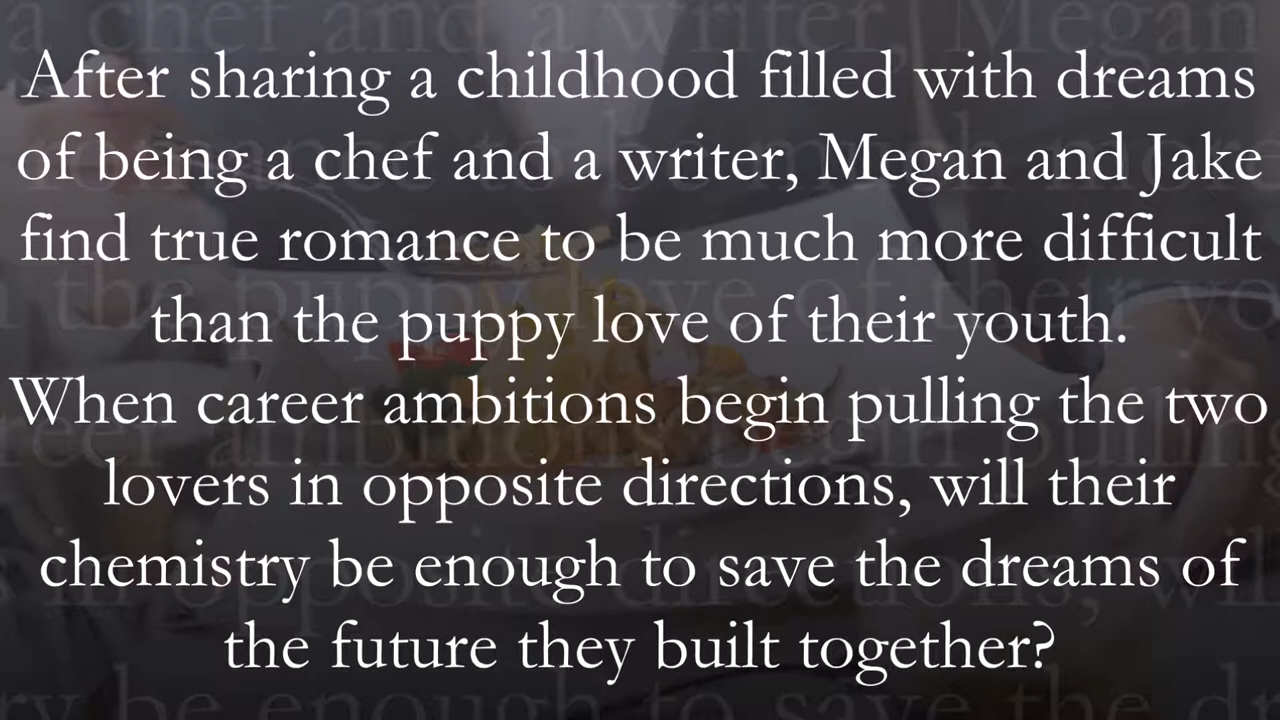 After sharing a childhood filled with dreams
of being a chef and a writer, Megan and Jake
find true romance to be much more difficult
than the puppy love of their youth.
When career ambitions begin pulling the two
lovers in opposite directions, will their
chemistry be enough to save the dreams of
the future they built together?